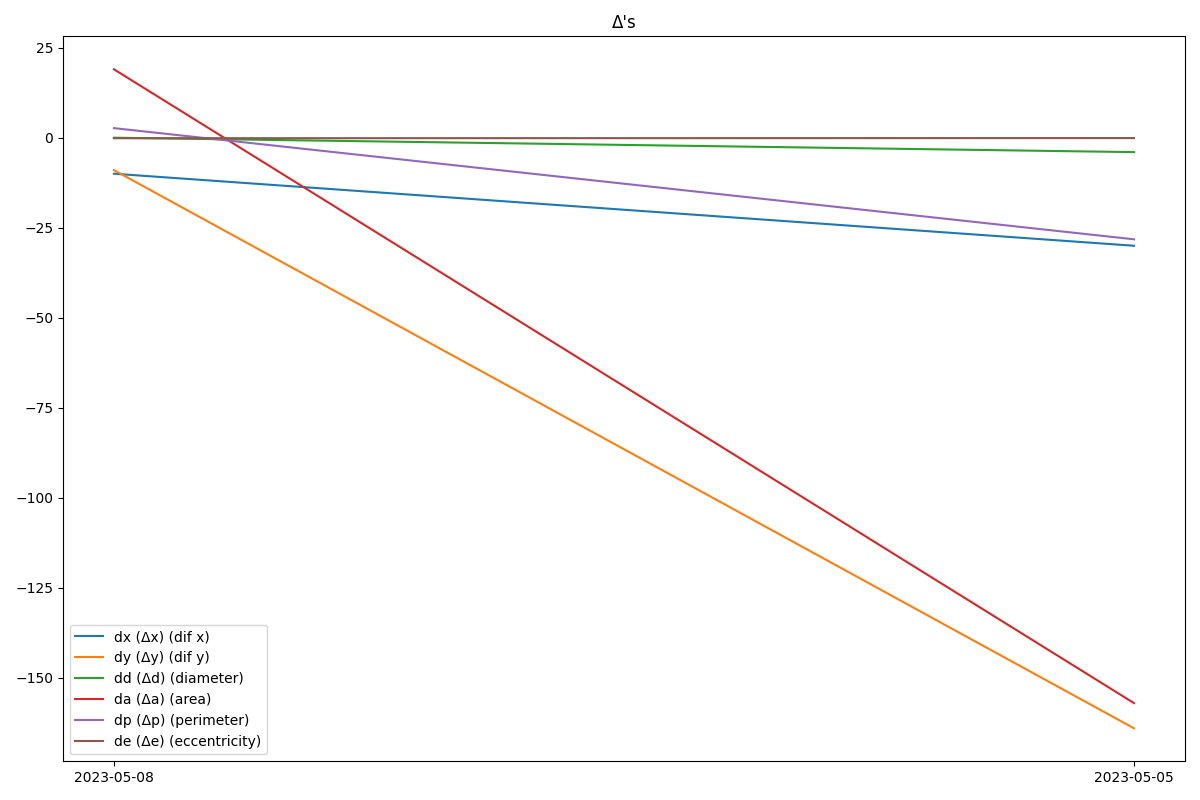 Δ's
25
0
−25
−50
−75
−100
−125
−150
dx (Δx) (dif x)
dy (Δy) (dif y)
dd (Δd) (diameter)
da (Δa) (area)
dp (Δp) (perimeter)
de (Δe) (eccentricity)
2023-05-08
2023-05-05